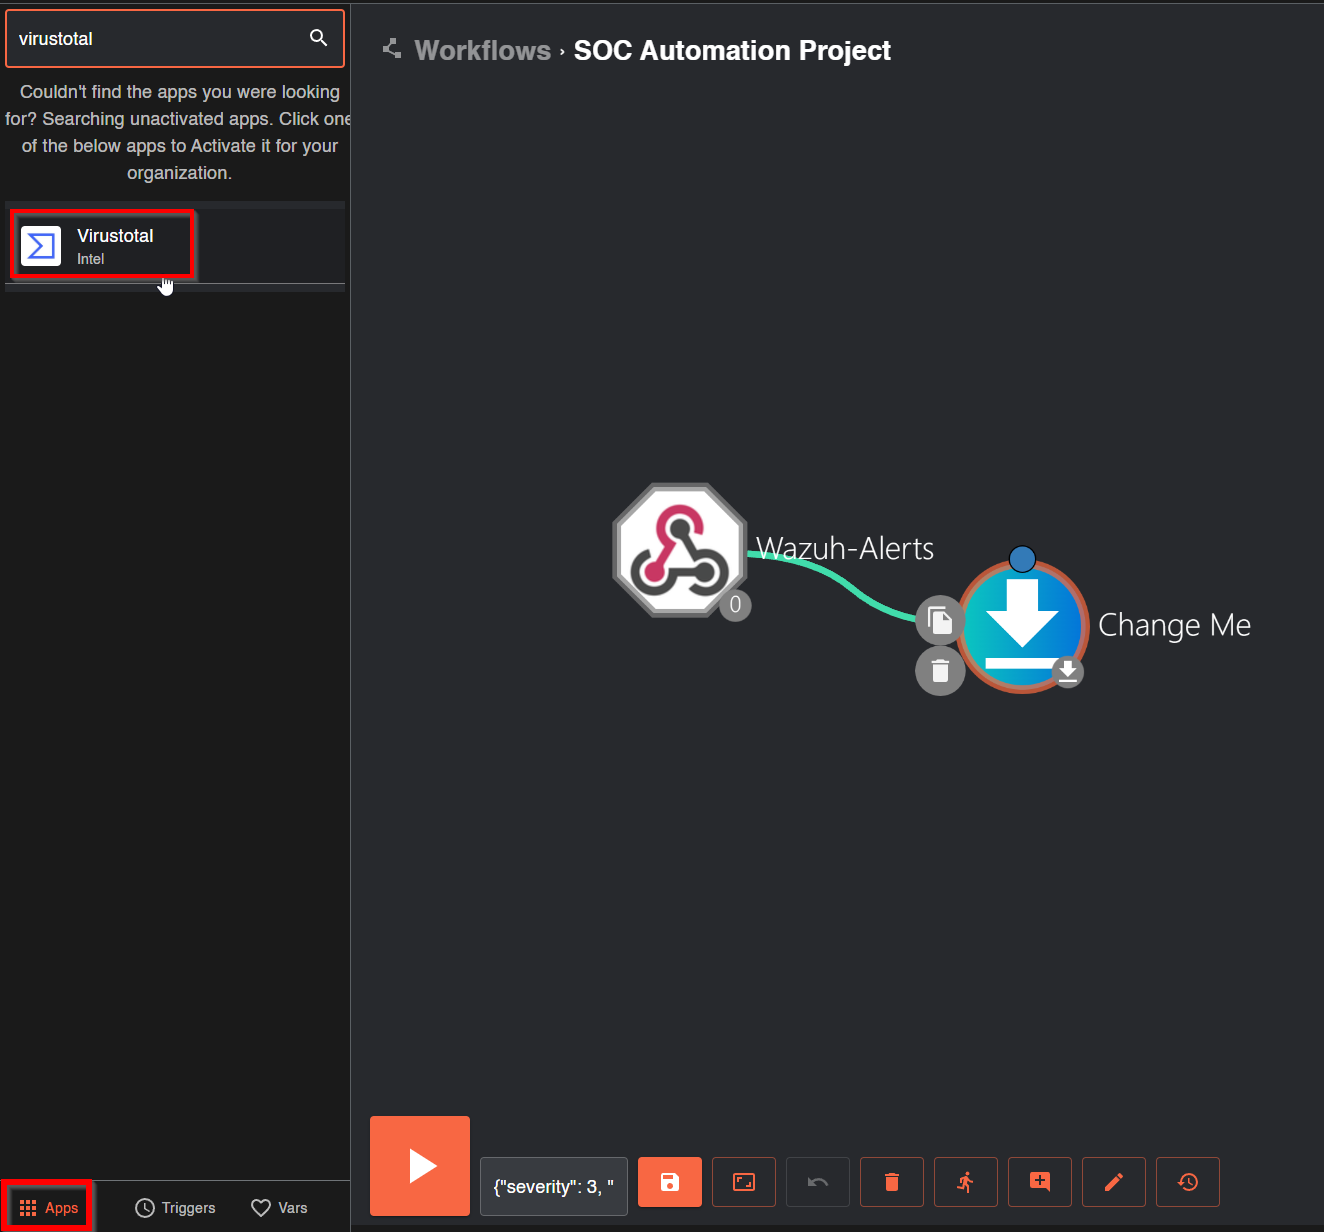 virustotal
Couldn't find the apps you were looking
for? Searching unactivated apps. Click one
of the below apps to Activate it for your
organization.
Virustotal
Intel
Workflows › SOC Automation Project
Wazuh-Alerts
0
Change Me
{"severity": 3, "
Apps
Triggers
Vars